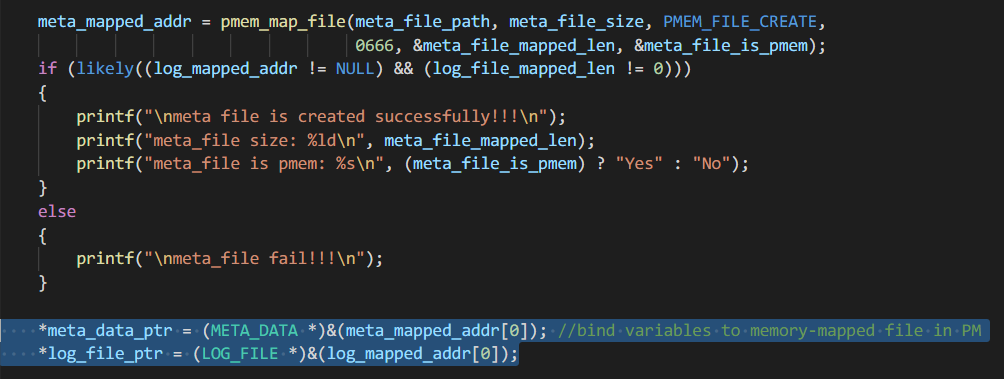 meta_mapped_addr = pmem_map_file(meta_file_path, meta_file_size, PMEM_FILE_CREATE,
0666, &meta_file_mapped_len, &meta_file_is_pmem);
if (likely((log_mapped_addr != NULL) && (log_file_mapped_len != 0)))
{
printf("\nmeta file is created successfully!!!\n");
printf("meta_file size: %ld\n", meta_file_mapped_len);
printf("meta_file is pmem: %s\n", (meta_file_is_pmem) ? "Yes" : "No");
}
else
{
printf("\nmeta_file fail!!!\n");
}
*meta_data_ptr = (META_DATA *)&(meta_mapped_addr[0]); //bind variables to memory-mapped file in PM
*log_file_ptr = (LOG_FILE *)&(log_mapped_addr[0]);